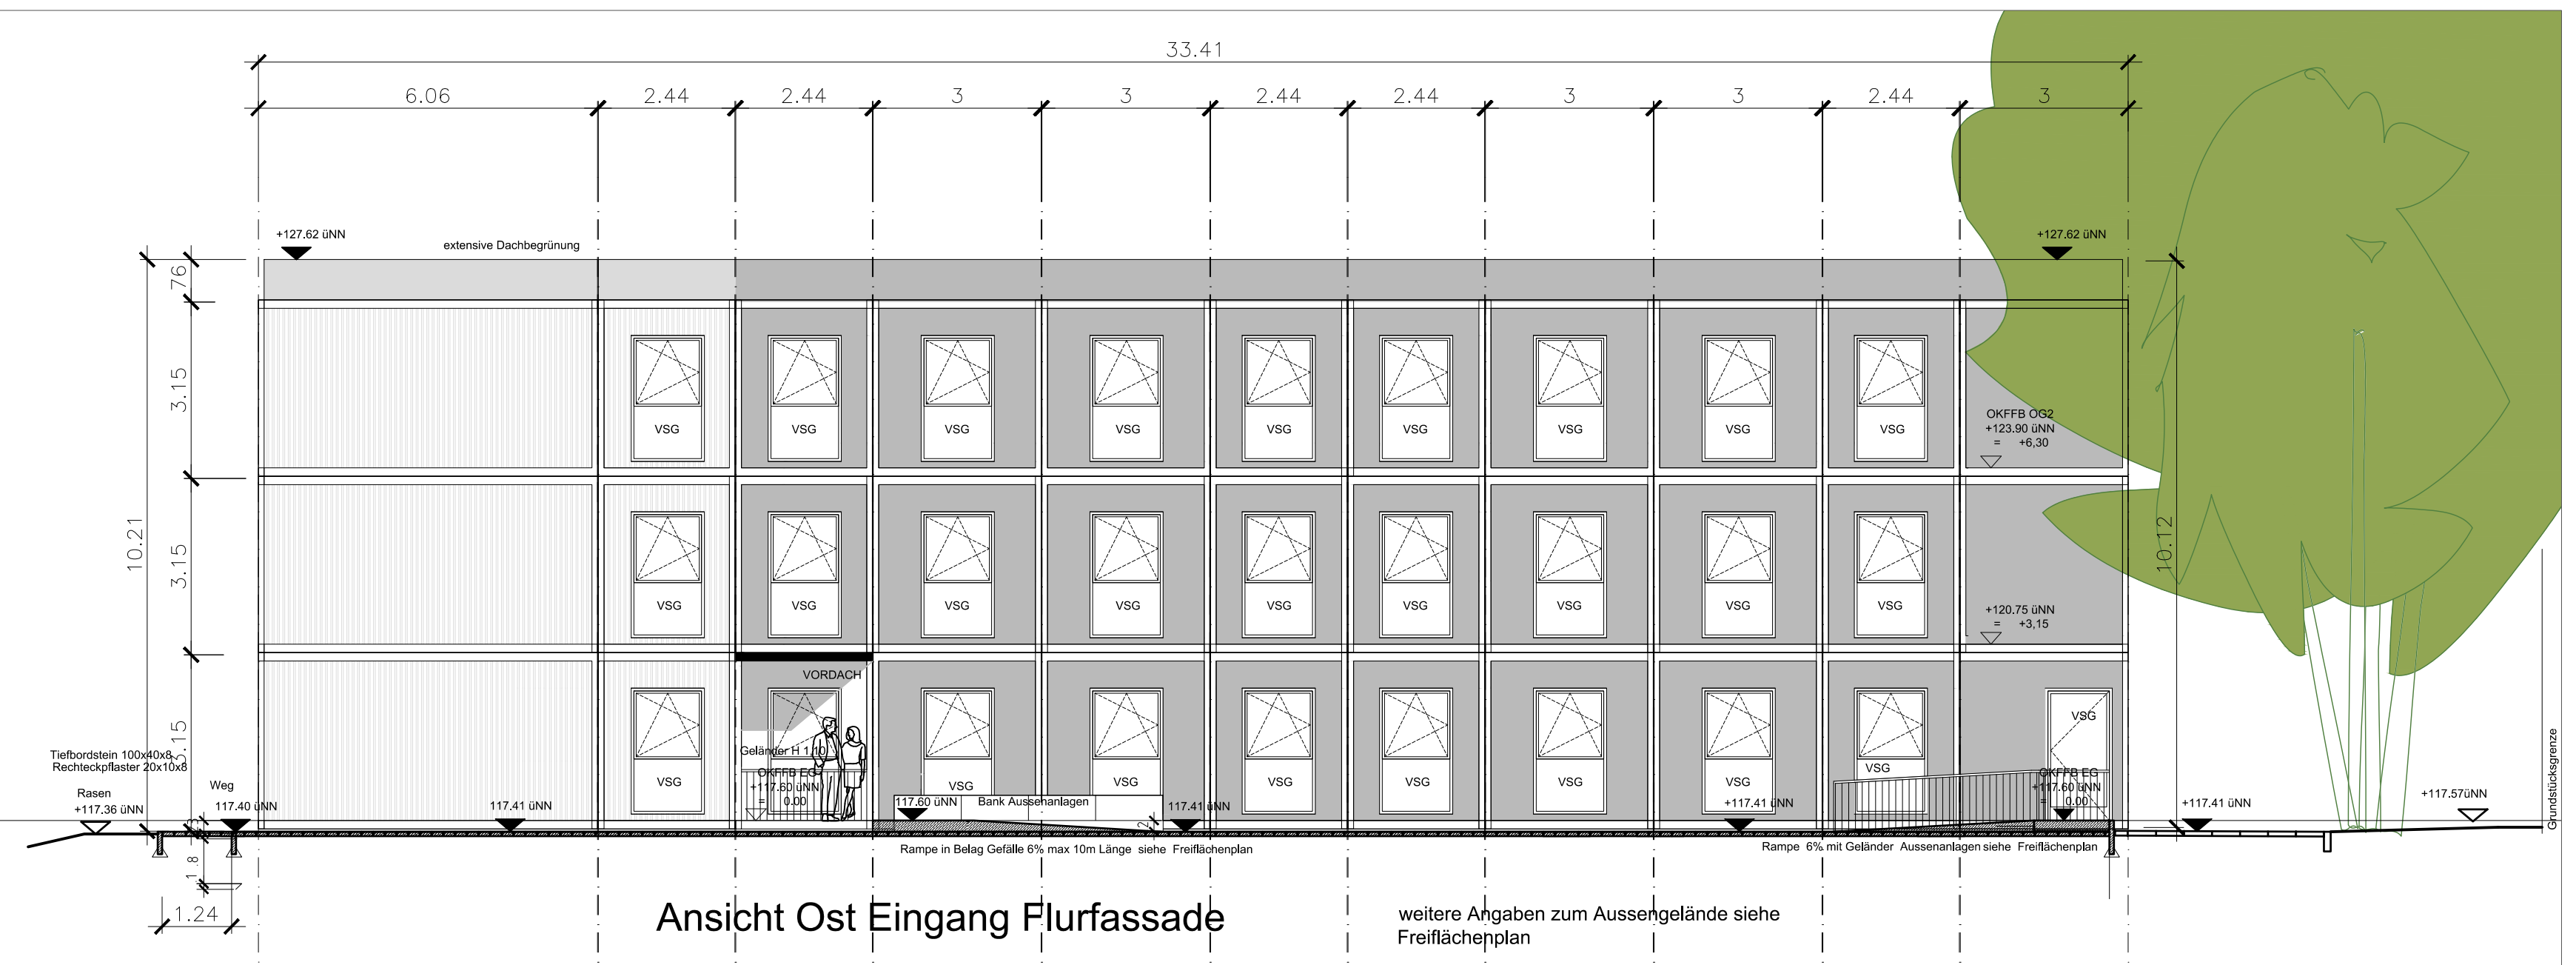 33.41
6.06 2.44 2.44 3 3 2.44 2.44 3 3 2.44 3
+127.62 üNN
extensive Dachbegrünung
+127.62 üNN
76
3.15
3.15
3.15
10.21
10.12
VSG VSG VSG VSG VSG VSG VSG VSG VSG
OKFFB OG2
+123.90 üNN
= +6,30
VSG VSG VSG VSG VSG VSG VSG VSG VSG
+120.75 üNN
= +3,15
VORDACH
VSG
Geländer H 1,10
OKFFB EG
+117.60 üNN
= 0.00
VSG VSG VSG VSG VSG VSG VSG VSG
OKFFB EG
+117.60 üNN
= 0.00
Tiefbordstein 100x40x8
Rechteckpflaster 20x10x8
Rasen
+117.36 üNN
Weg
117.40 üNN
117.41 üNN
117.60 üNN
Bank Aussenanlagen
117.41 üNN
2
+117.41 üNN
+117.41 üNN
+117.57üNN
Grundstücksgrenze
Rampe in Belag Gefälle 6% max 10m Länge siehe Freiflächenplan
Rampe 6% mit Geländer Aussenanlagen siehe Freiflächenplan
1.8
1.24
Ansicht Ost Eingang Flurfassade
weitere Angaben zum Aussengelände siehe
Freiflächenplan